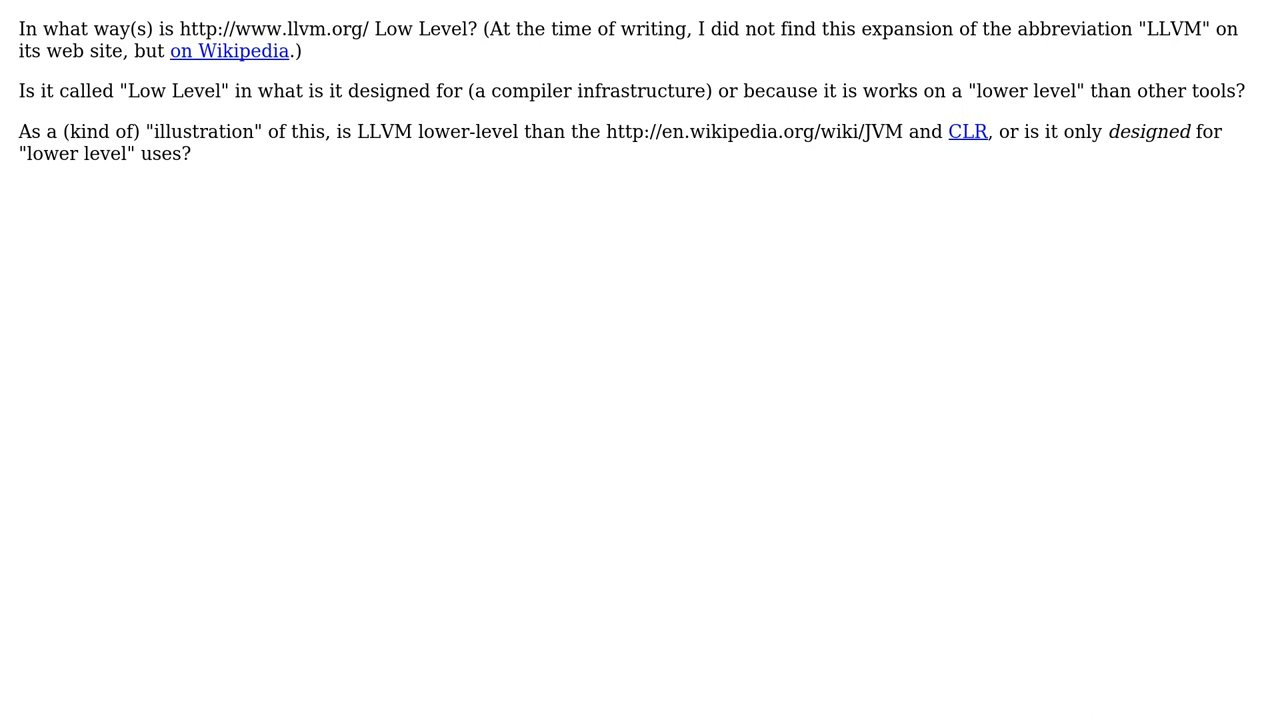 In what way(s) is http://www.llvm.org/ Low Level? (At the time of writing, I did not find this expansion of the abbreviation "LLVM" on
its web site, but on Wikipedia.)
Is it called "Low Level" in what is it designed for (a compiler infrastructure) or because it is works on a "lower level" than other tools?
As a (kind of) "illustration" of this, is LLVM lower-level than the http://en.wikipedia.org/wiki/JVM and CLR, or is it only designed for
"lower level" uses?